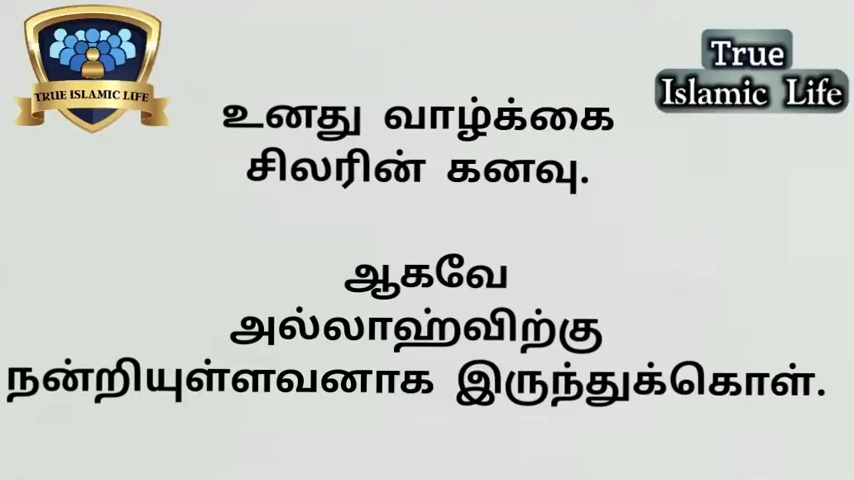 TRUE ISLAMIC LIFE
True
Islamic Life
உனது வாழ்க்கை
சிலரின் கனவு.
ஆகவே
அல்லாஹ்விற்கு
நன்றியுள்ளவனாக இருந்துக்கொள்.